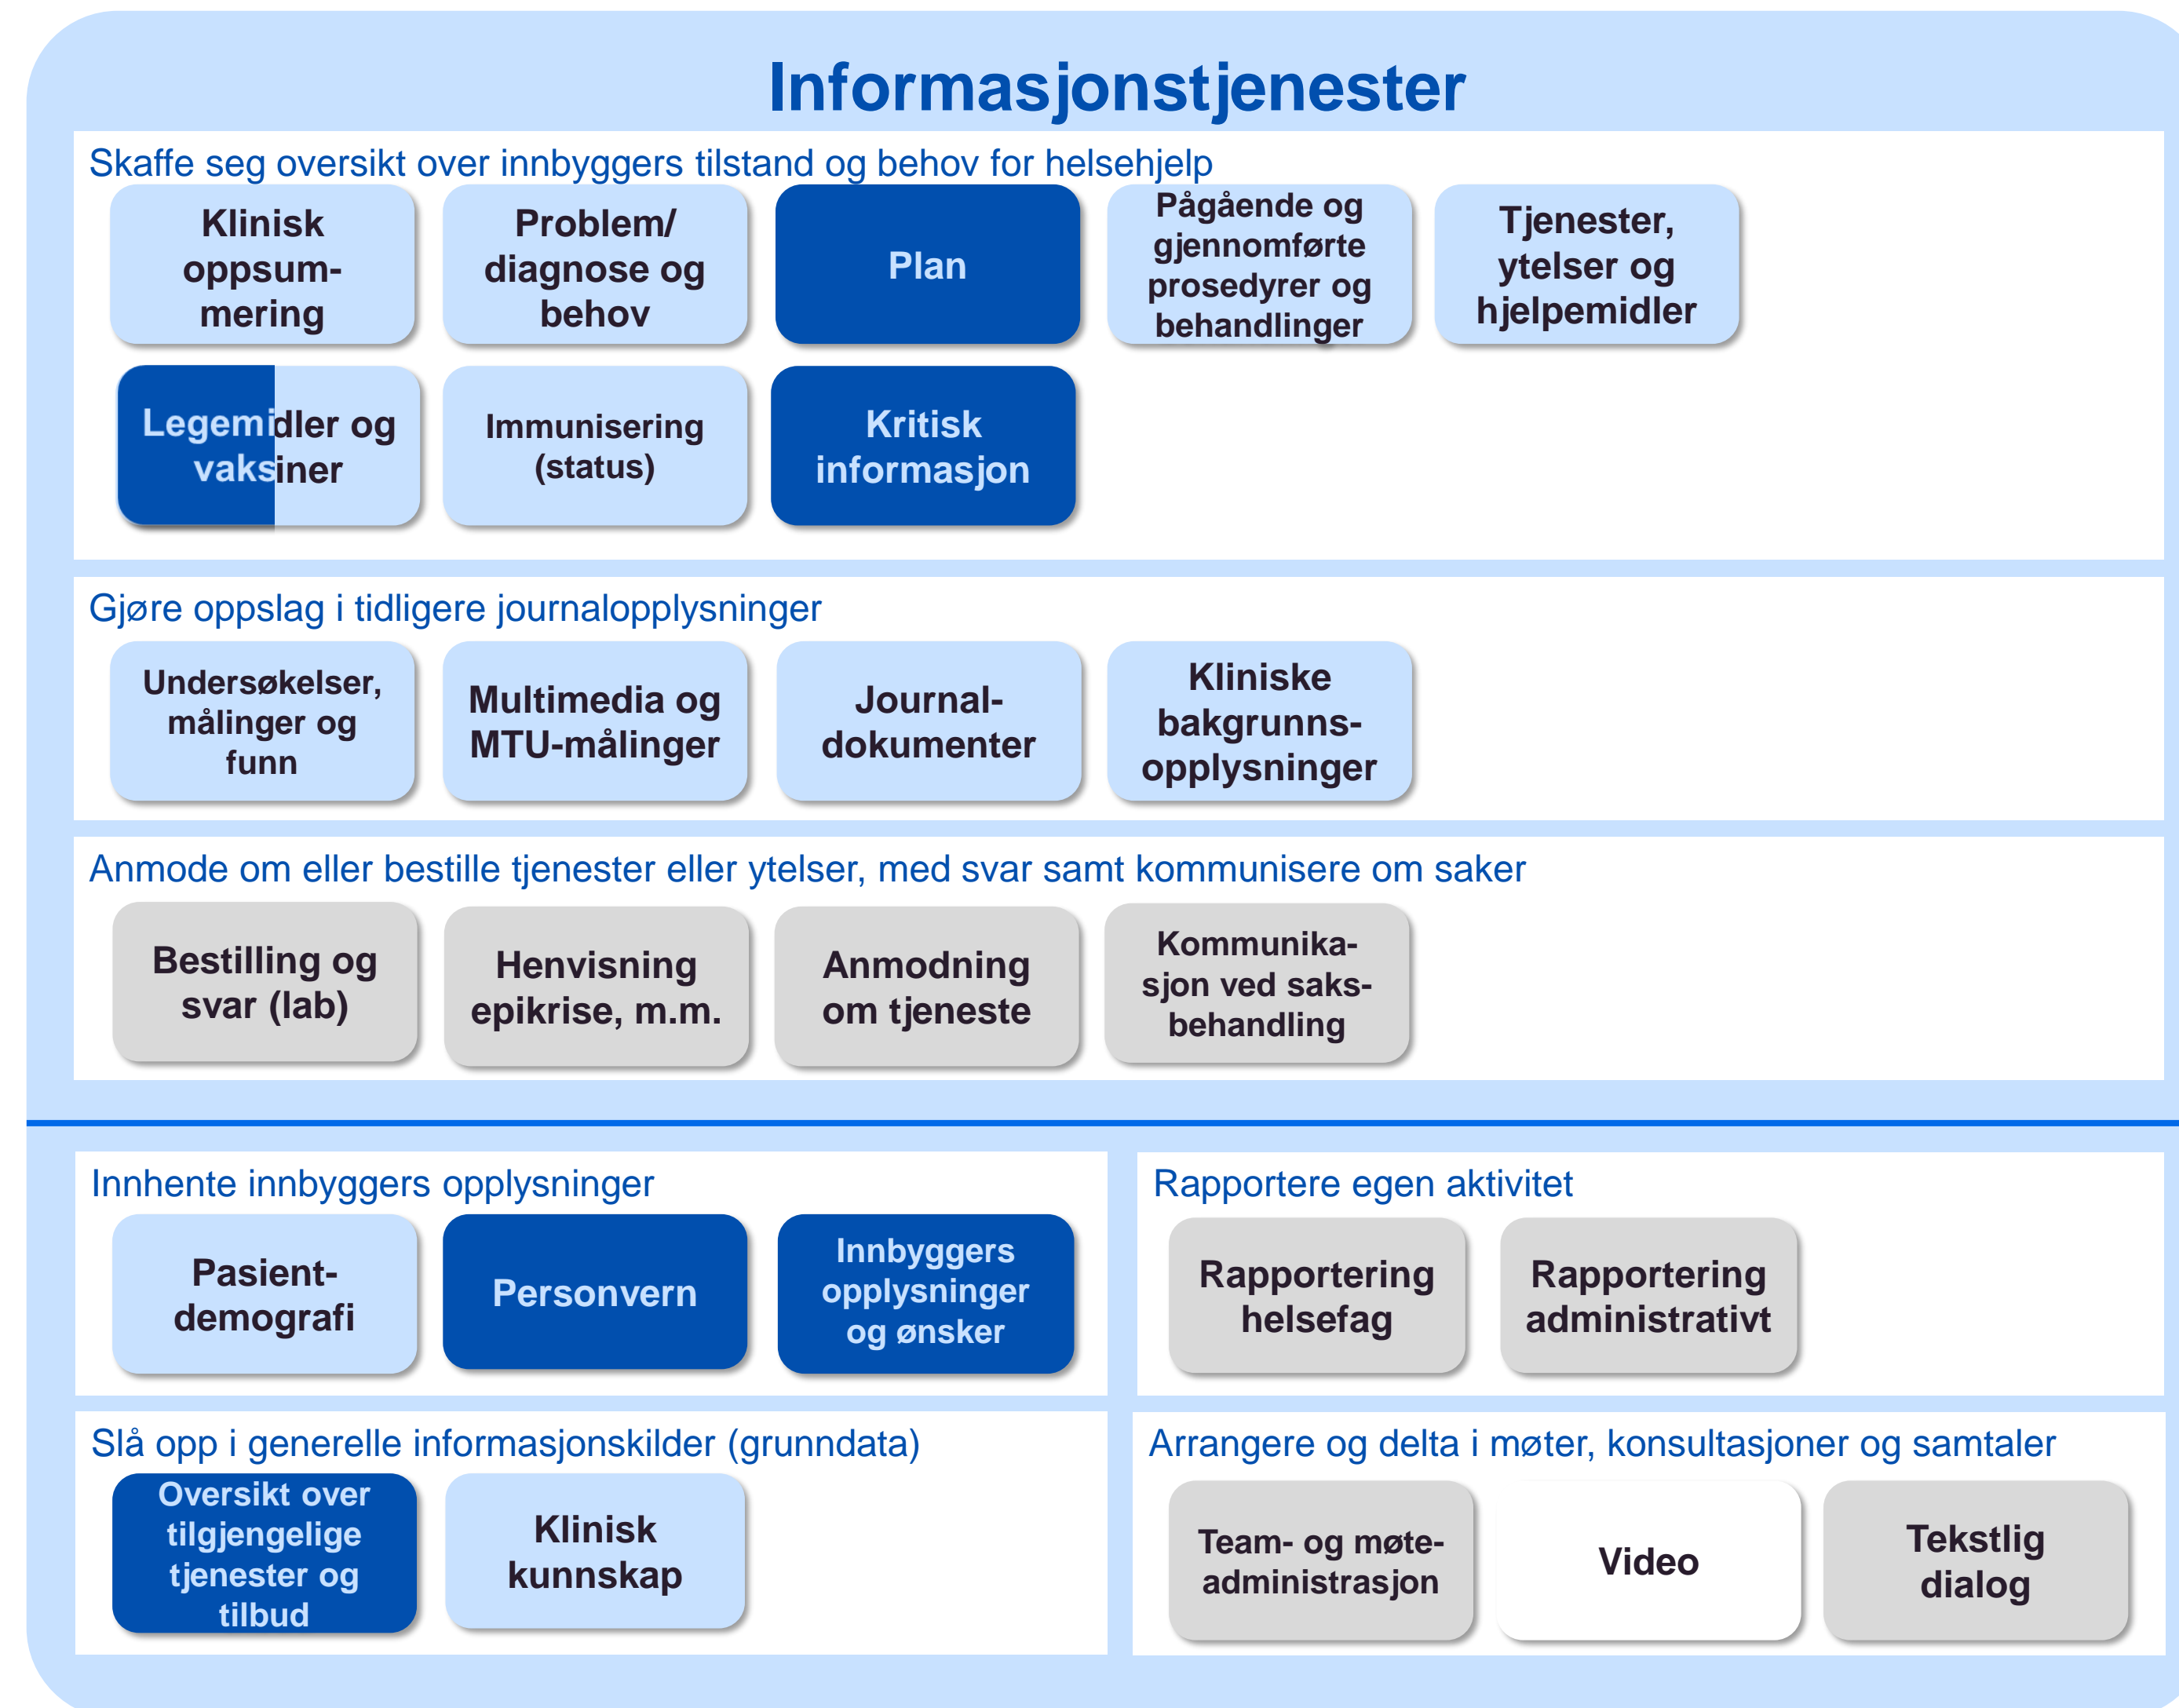 Informasjonstjenester
Skaffe seg oversikt over innbyggers tilstand og behov for helsehjelp
Klinisk
oppsum-
mering
Problem/
diagnose og
behov
Plan
Pågående og
gjennomførte
prosedyrer og
behandlinger
Tjenester,
ytelser og
hjelpemidler
Legemidler og
vaksiner
Immunisering
(status)
Kritisk
informasjon
Gjøre oppslag i tidligere journalopplysninger
Undersøkelser,
målinger og
funn
Multimedia og
MTU-målinger
Journal-
dokumenter
Kliniske
bakgrunns-
opplysninger
Anmode om eller bestille tjenester eller ytelser, med svar samt kommunisere om saker
Bestilling og
svar (lab)
Henvisning
epikrise, m.m.
Anmodning
om tjeneste
Kommunika-
sjon ved saks-
behandling
Innhente innbyggers opplysninger
Pasient-
demografi
Personvern
Innbyggers
opplysninger
og ønsker
Rapportere egen aktivitet
Rapportering
helsefag
Rapportering
administrativt
Slå opp i generelle informasjonskilder (grunndata)
Oversikt over
tilgjengelige
tjenester og
tilbud
Klinisk
kunnskap
Arrangere og delta i møter, konsultasjoner og samtaler
Team- og møte-
administrasjon
Video
Tekstlig
dialog